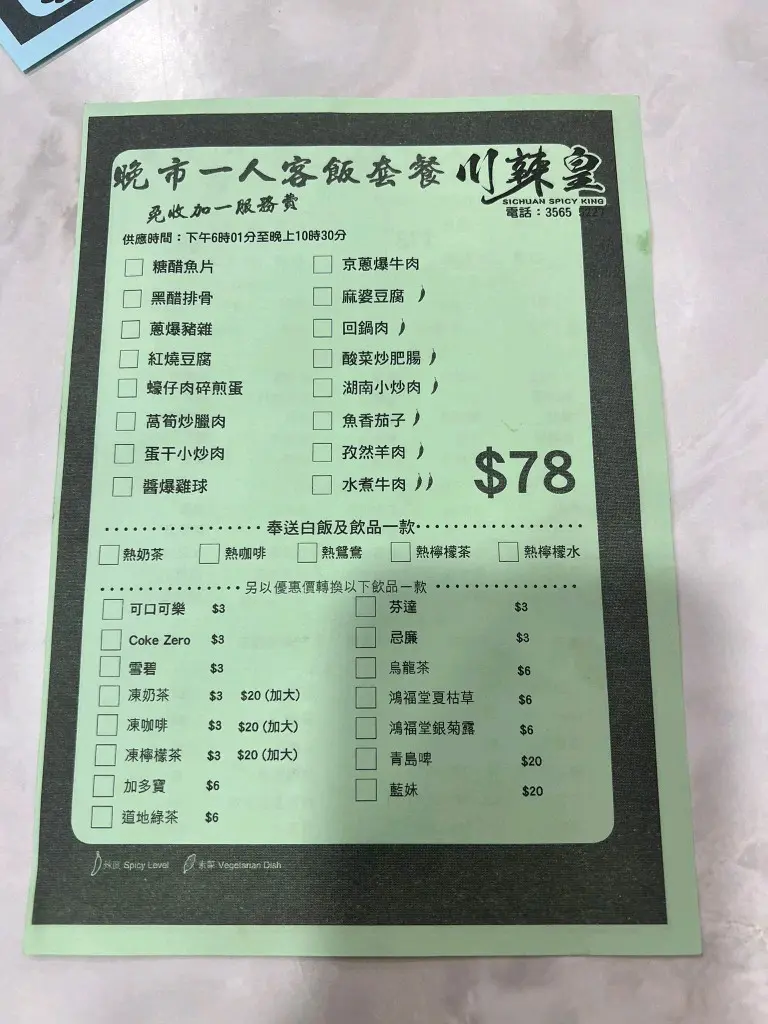 晚市一人客飯套餐 川辣皇
免收加一服務費 SICHUAN SPICY KING
電話：3565 5227
供應時間：下午6時01分至晚上10時30分
糖醋魚片 京蔥爆牛肉
黑醋排骨 麻婆豆腐
蔥爆豬雜 回鍋肉
紅燒豆腐 酸菜炒肥腸
蠔仔肉碎煎蛋 湖南小炒肉
萵筍炒臘肉 魚香茄子
蛋干小炒肉 孜然羊肉
醬爆雞球 水煮牛肉
$78
奉送白飯及飲品一款
熱奶茶 熱咖啡 熱鴛鴦 熱檸檬茶 熱檸檬水
另以優惠價轉換以下飲品一款
可口可樂 $3 芬達 $3
Coke Zero $3 忌廉 $3
雪碧 $3 烏龍茶 $6
凍奶茶 $3 $20 (加大) 鴻福堂夏枯草 $6
凍咖啡 $3 $20 (加大) 鴻福堂銀菊露 $6
凍檸檬茶 $3 $20 (加大) 青島啤 $20
加多寶 $6 藍妹 $20
道地綠茶 $6
Spicy Level Vegetarian Dish